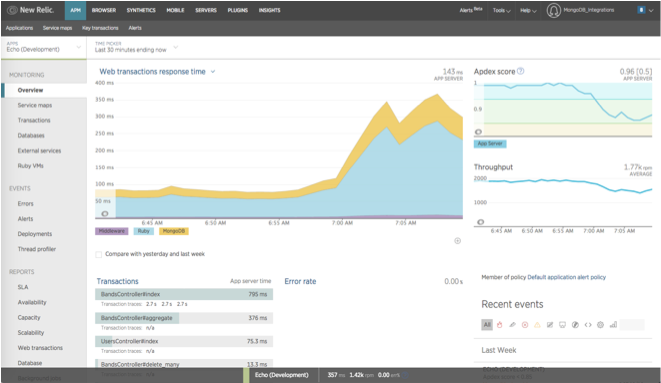 New Relic. APM BROWSER SYNTHETICS MOBILE SERVERS PLUGINS INSIGHTS Alerts Beta Tools Help MongoDB_Integrations
Applications Service maps Key transactions Alerts
APPS
Echo (Development)
TIME PICKER
Last 30 minutes ending now
MONITORING
Overview
Service maps
Transactions
Databases
External services
Ruby VMs
EVENTS
Errors
Alerts
Deployments
Thread profiler
REPORTS
SLA
Availability
Capacity
Scalability
Web transactions
Database
Web transactions response time
143 ms
APP SERVER
400 ms
350 ms
300 ms
250 ms
200 ms
150 ms
100 ms
50 ms
6:45 AM 6:50 AM 6:55 AM 7:00 AM 7:05 AM
Middleware Ruby MongoDB
Compare with yesterday and last week
Apdex score
0.96 [0.5]
APP SERVER
1
0.9
App Server
Throughput
1.77K rpm
AVERAGE
2000
1000
6:45 AM 6:50 AM 6:55 AM 7:00 AM 7:05 AM
Transactions App server time
BandsController#index 795 ms
Transaction traces: 2.7 s 2.7 s 2.7 s
BandsController#aggregate 376 ms
Transaction traces: n/a
UsersController#index 75.3 ms
Transaction traces: n/a
BandsController#delete_many 13.3 ms
Error rate 0.00 s
Member of policy Default application alert policy
Recent events
All
Last Week
Echo (Development) 357 ms 1.42k rpm 0.00 err%